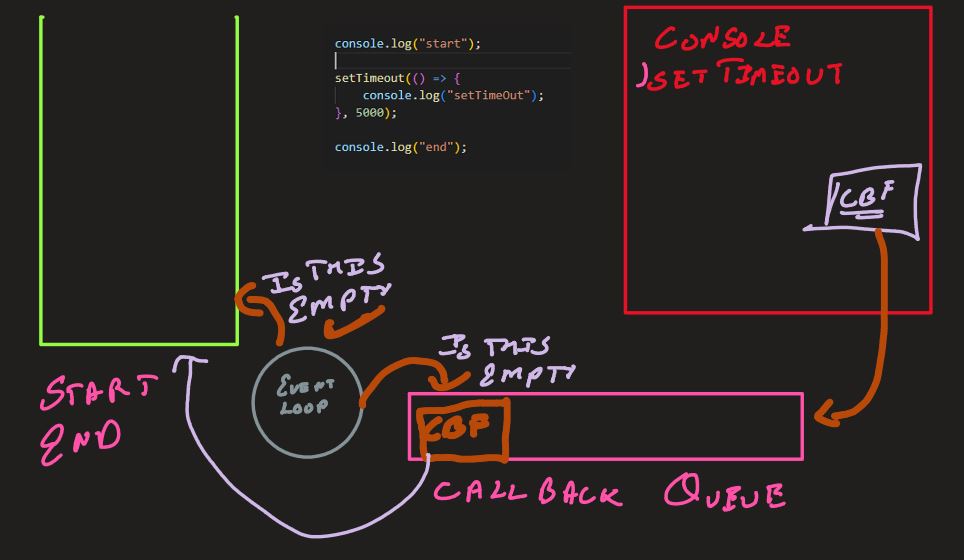 console.log("start");
setTimeout(() => {
console.log("setTimeOut");
}, 5000);
console.log("end");
CONSOLE
)SETTIMEOUT
CBF
Is THIS
EMPTY
Is THIS
EMPTY
EVENT
LOOP
START
END
CBF
CALLBACK QUEUE